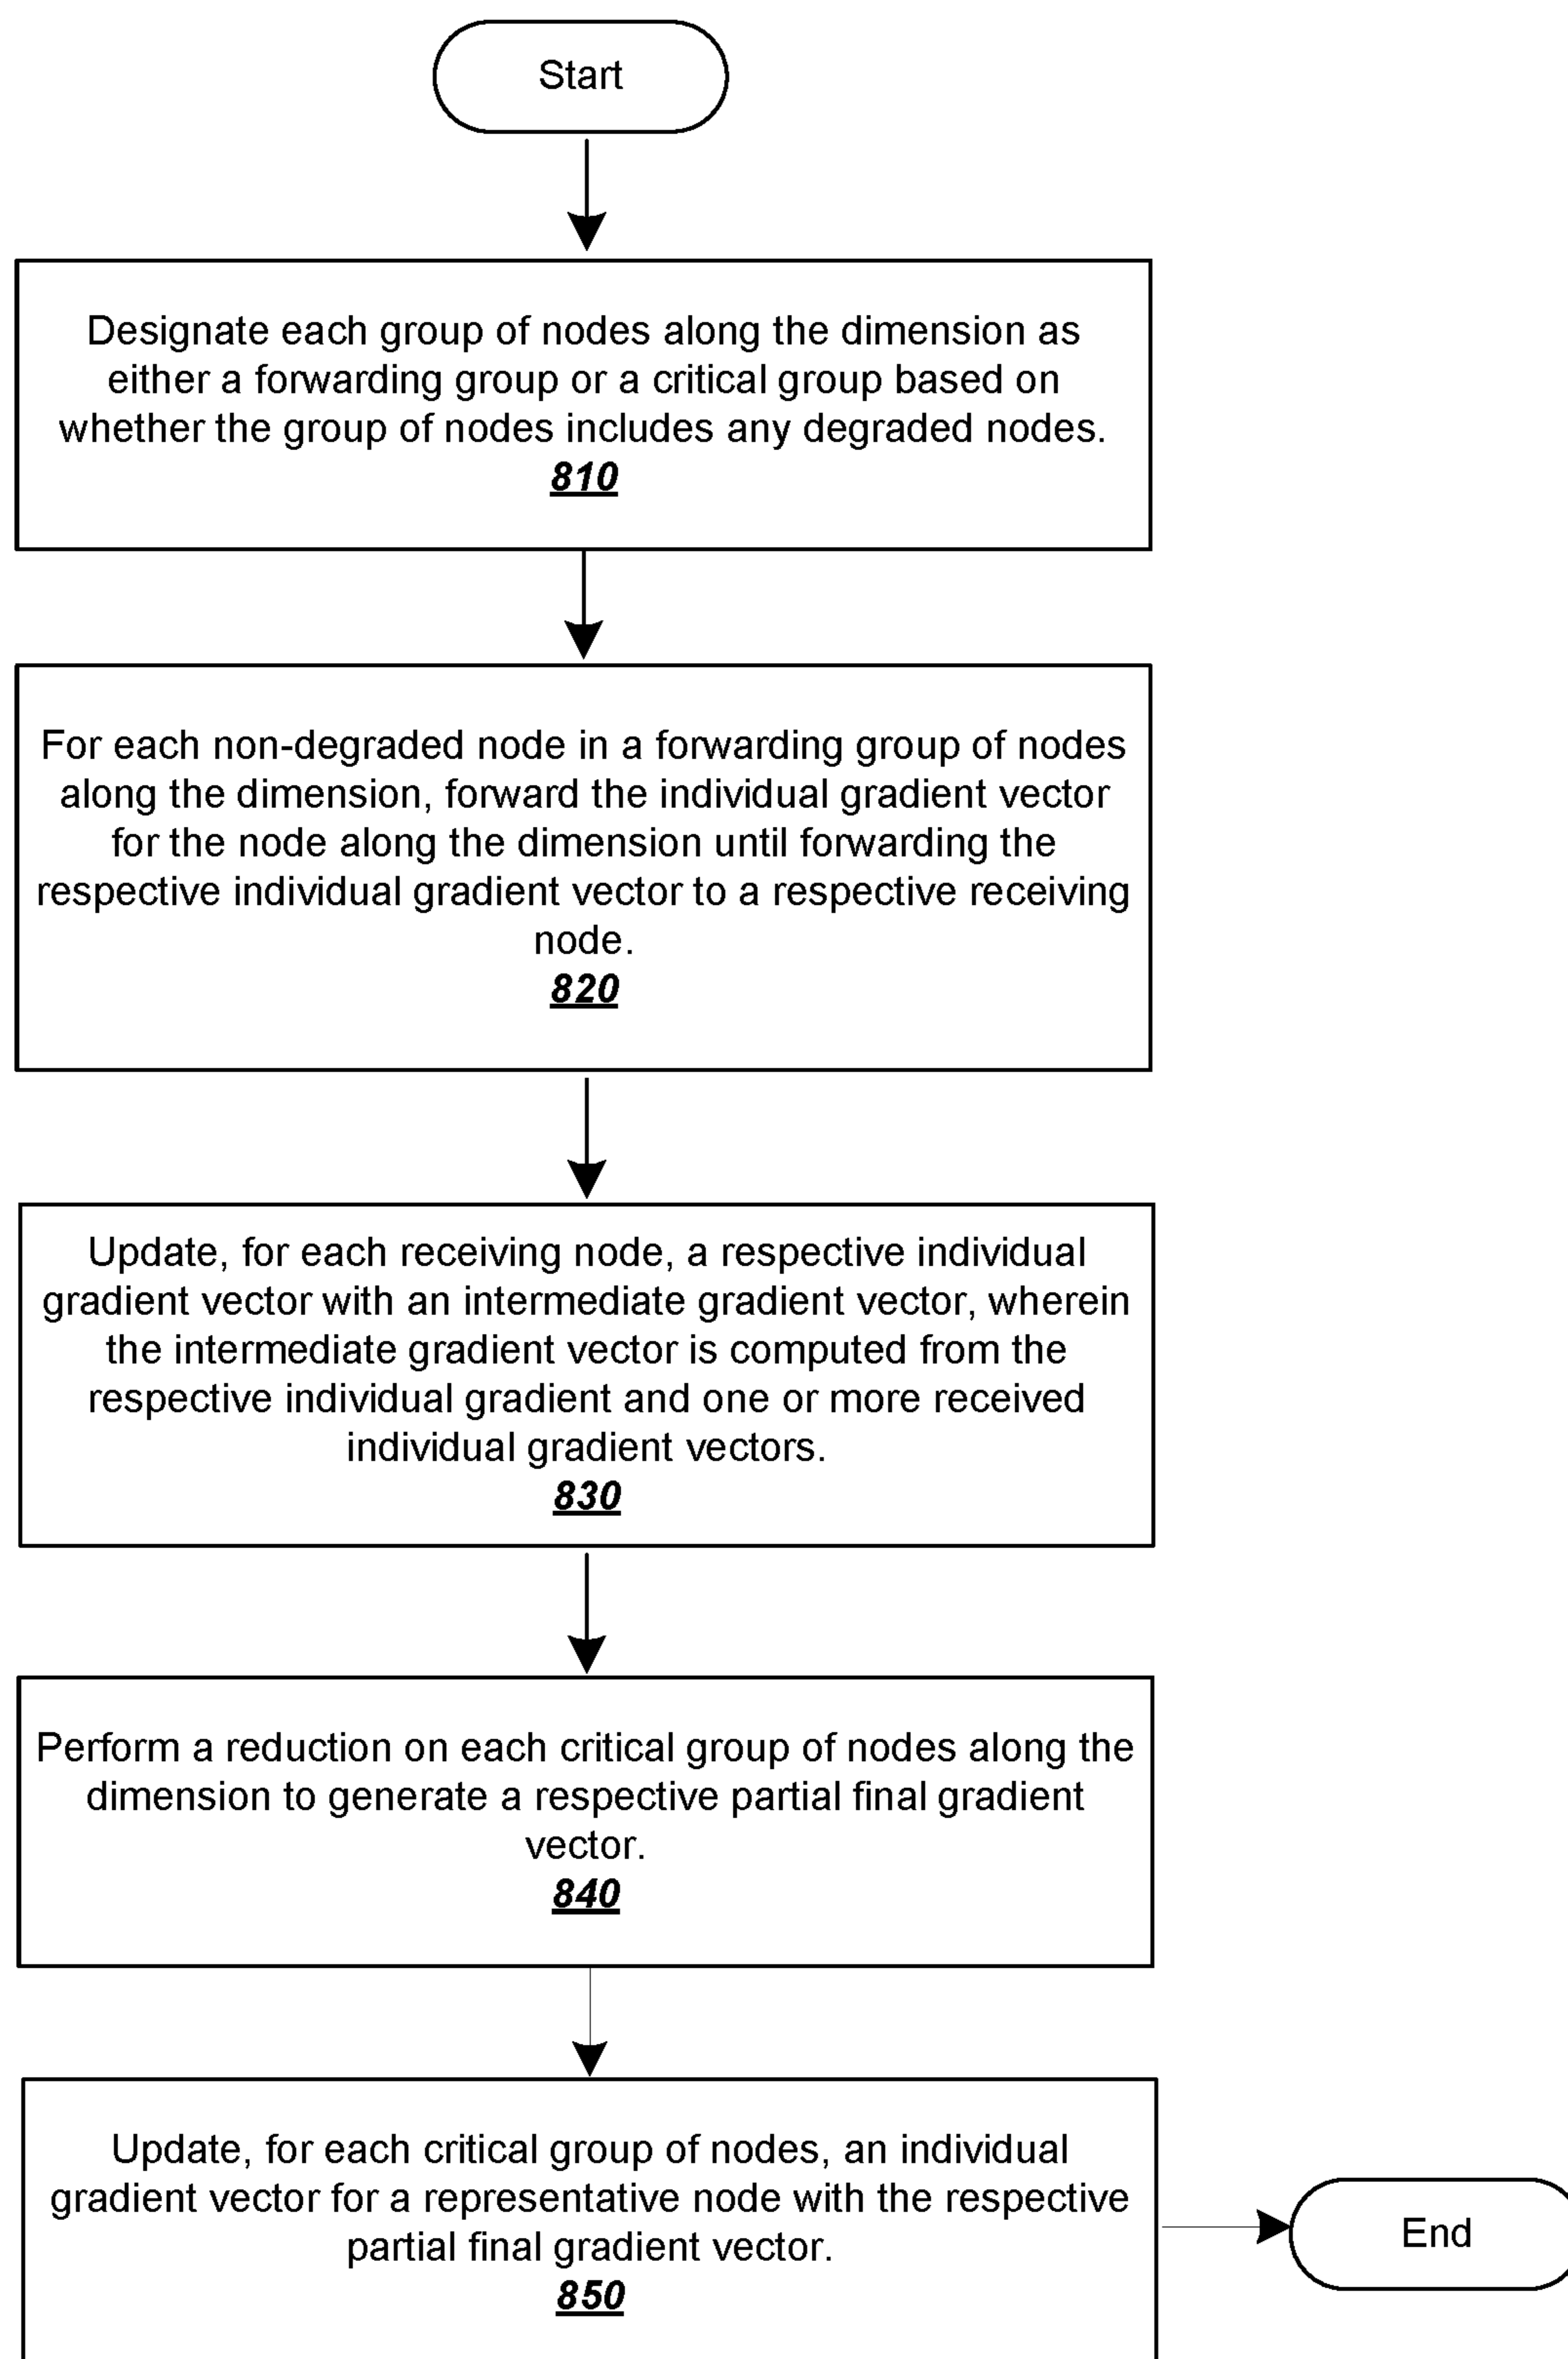 Start
Designate each group of nodes along the dimension as
either a forwarding group or a critical group based on
whether the group of nodes includes any degraded nodes.
810
For each non-degraded node in a forwarding group of nodes
along the dimension, forward the individual gradient vector
for the node along the dimension until forwarding the
respective individual gradient vector to a respective receiving
node.
820
Update, for each receiving node, a respective individual
gradient vector with an intermediate gradient vector, wherein
the intermediate gradient vector is computed from the
respective individual gradient and one or more received
individual gradient vectors.
830
Perform a reduction on each critical group of nodes along the
dimension to generate a respective partial final gradient
vector.
840
Update, for each critical group of nodes, an individual
gradient vector for a representative node with the respective
partial final gradient vector.
850
End